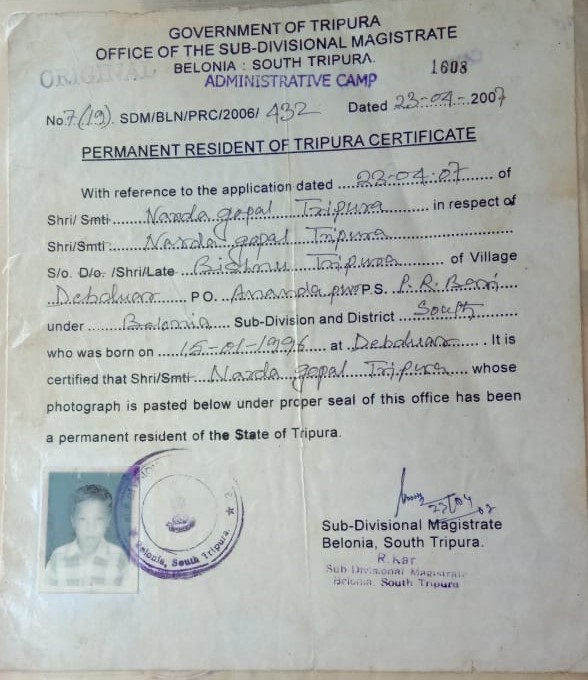 GOVERNMENT OF TRIPURA
OFFICE OF THE SUB-DIVISIONAL MAGISTRATE
BELONIA : SOUTH TRIPURA.
ADMINISTRATIVE CAMP
1608
No.7(19). SDM/BLN/PRC/2006/ 432 Dated 23-04-2007
PERMANENT RESIDENT OF TRIPURA CERTIFICATE
With reference to the application dated 22-04-07 of
Shri/ Smti Nanda gopal Tripura in respect of
Shri/Smti Nanda gopal Tripura
S/o. D/o. /Shri/Late Bishnu Tripura of Village
Debaluar P.O. Anandapur P.S. P. R. Bari
under Belonia Sub-Division and District South
who was born on 15-01-1996 at Debaluar. It is
certified that Shri/Smti Nanda gopal Tripura whose
photograph is pasted below under proper seal of this office has been
a permanent resident of the State of Tripura.
Belonia, South Tripura.
23/04/07
Sub-Divisional Magistrate
Belonia, South Tripura.
R. Kar
Sub Divisional Magistrate
Belonia, South Tripura